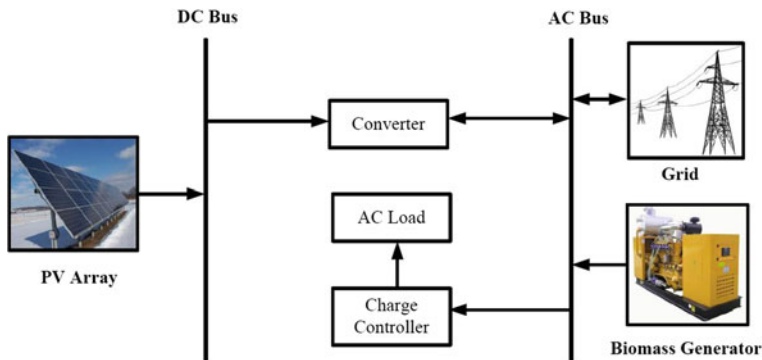 DC Bus
AC Bus
Converter
Grid
AC Load
PV Array
Charge
Controller
Biomass Generator